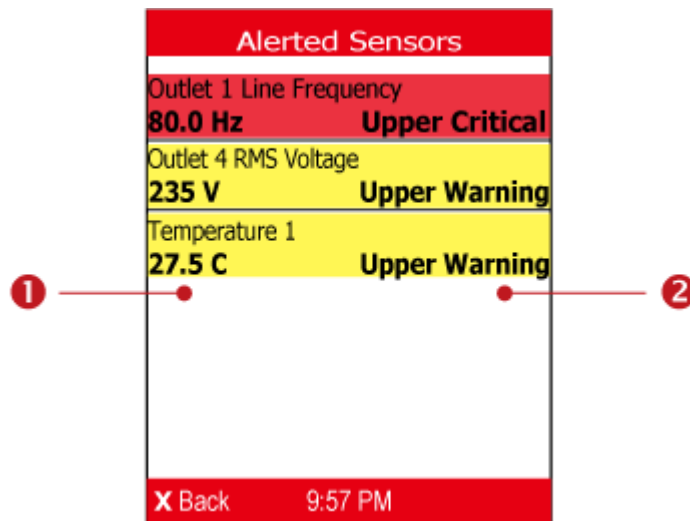 Alerted Sensors
Outlet 1 Line Frequency
80.0 Hz Upper Critical
Outlet 4 RMS Voltage
235 V Upper Warning
Temperature 1
27.5 C Upper Warning
1 2
X Back 9:57 PM